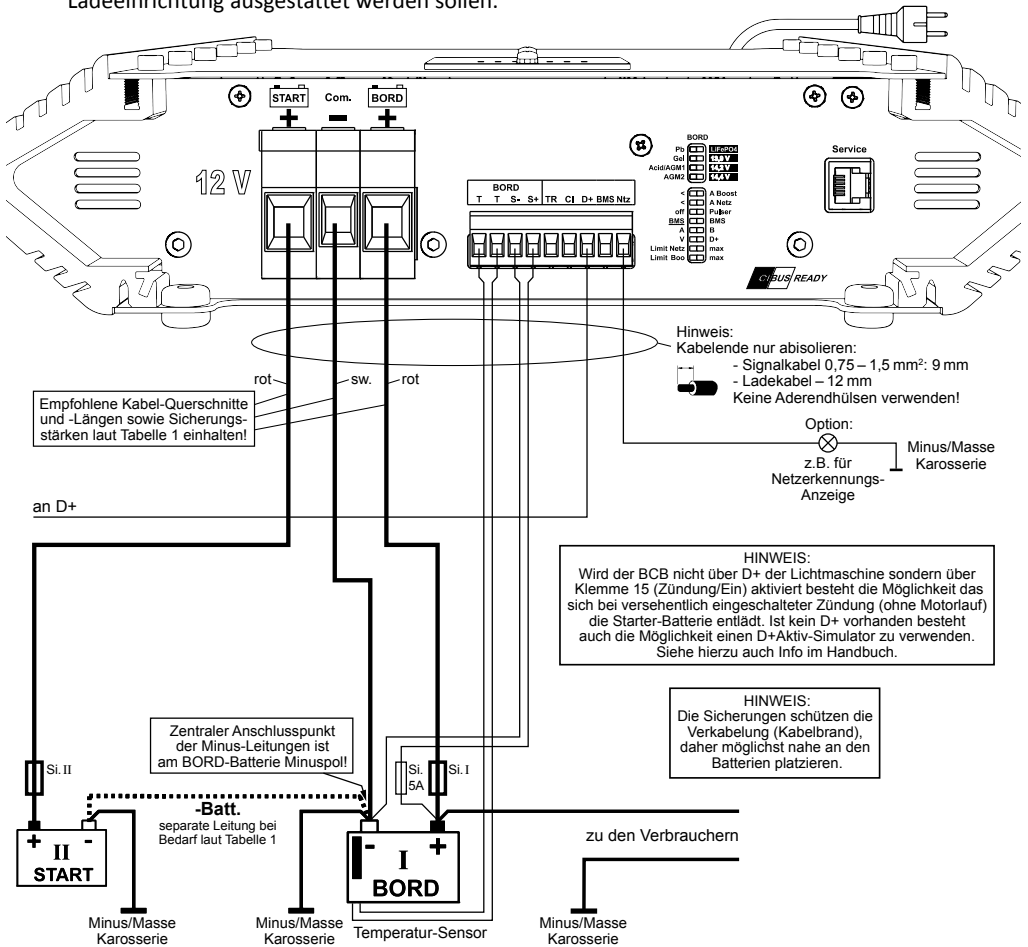 Ladeeinrichtung ausgestattet werden sollen.
START Com. BORD
+ − +
12 V
BORD
T T S- S+ TR CI D+ BMS Ntz
BORD
Pb LiFePO4
Gel
Acid/AGM1
AGM2
< A Boost
< A Netz
off Pulser
BMS BMS
A B
V D+
Limit Netz max
Limit Boo max
Service
CI BUS READY
Hinweis:
Kabelende nur abisolieren:
- Signalkabel 0,75 – 1,5 mm²: 9 mm
- Ladekabel – 12 mm
Keine Aderendhülsen verwenden!
rot
sw.
rot
Empfohlene Kabel-Querschnitte
und -Längen sowie Sicherungs-
stärken laut Tabelle 1 einhalten!
Option:
z.B. für
Netzerkennungs-
Anzeige
Minus/Masse
Karosserie
an D+
HINWEIS:
Wird der BCB nicht über D+ der Lichtmaschine sondern über
Klemme 15 (Zündung/Ein) aktiviert besteht die Möglichkeit das
sich bei versehentlich eingeschalteter Zündung (ohne Motorlauf)
die Starter-Batterie entlädt. Ist kein D+ vorhanden besteht
auch die Möglichkeit einen D+Aktiv-Simulator zu verwenden.
Siehe hierzu auch Info im Handbuch.
HINWEIS:
Die Sicherungen schützen die
Verkabelung (Kabelbrand),
daher möglichst nahe an den
Batterien platzieren.
Zentraler Anschlusspunkt
der Minus-Leitungen ist
am BORD-Batterie Minuspol!
Si. II
Si.
5A
Si. I
-Batt.
separate Leitung bei
Bedarf laut Tabelle 1
+ -
II
START
- +
I
BORD
zu den Verbrauchern
Minus/Masse
Karosserie
Minus/Masse
Karosserie
Temperatur-Sensor
Minus/Masse
Karosserie